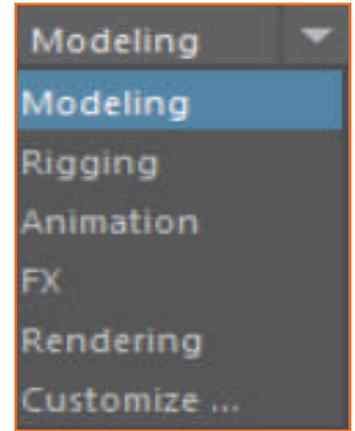 Modeling
Modeling
Rigging
Animation
FX
Rendering
Customize ...